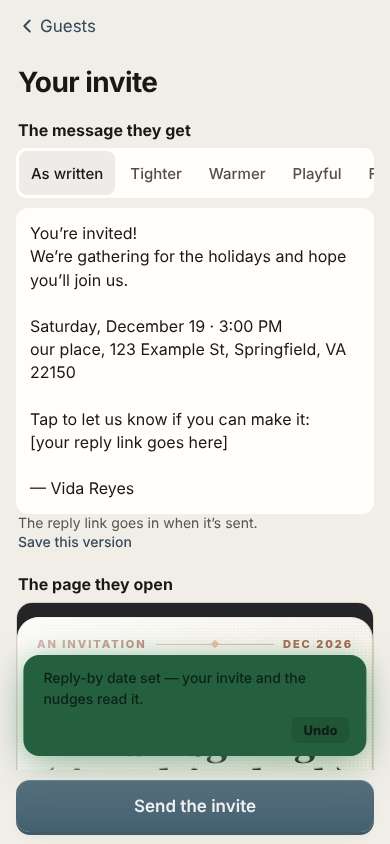 Guests
Your invite
The message they get
As written Tighter Warmer Playful
You’re invited!
We’re gathering for the holidays and hope
you’ll join us.
Saturday, December 19 · 3:00 PM
our place, 123 Example St, Springfield, VA
22150
Tap to let us know if you can make it:
[your reply link goes here]
— Vida Reyes
The reply link goes in when it’s sent.
Save this version
The page they open
AN INVITATION DEC 2026
Reply-by date set — your invite and the
nudges read it.
Undo
Send the invite